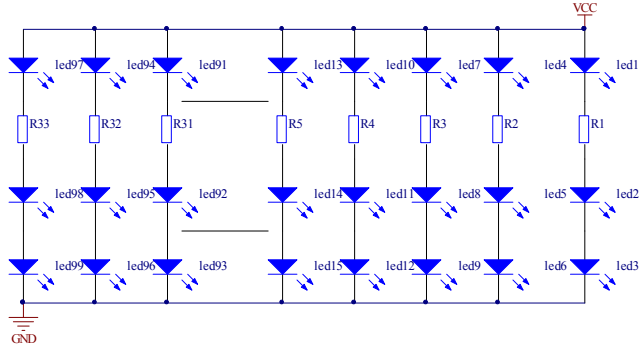 VCC
led97 led94 led91 led13 led10 led7 led4 led1
R33 R32 R31 R5 R4 R3 R2 R1
led98 led95 led92 led14 led11 led8 led5 led2
led99 led96 led93 led15 led12 led9 led6 led3
GND